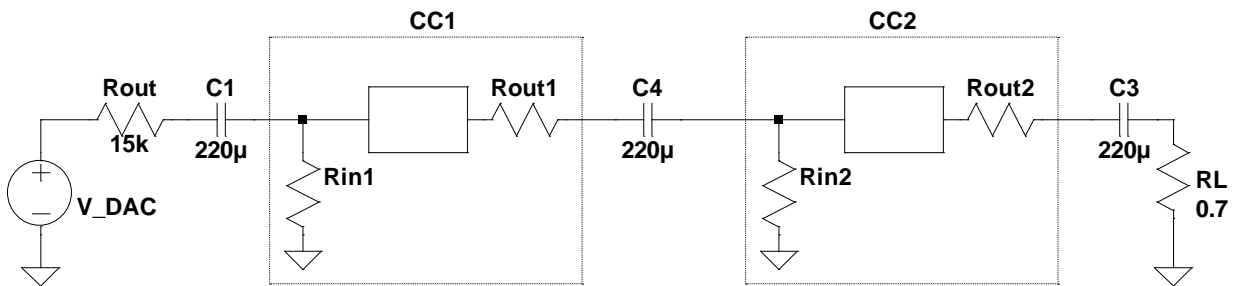 CC1
CC2
Rout
15k
C1
220µ
Rout1
C4
220µ
Rout2
C3
220µ
V_DAC
Rin1
Rin2
RL
0.7